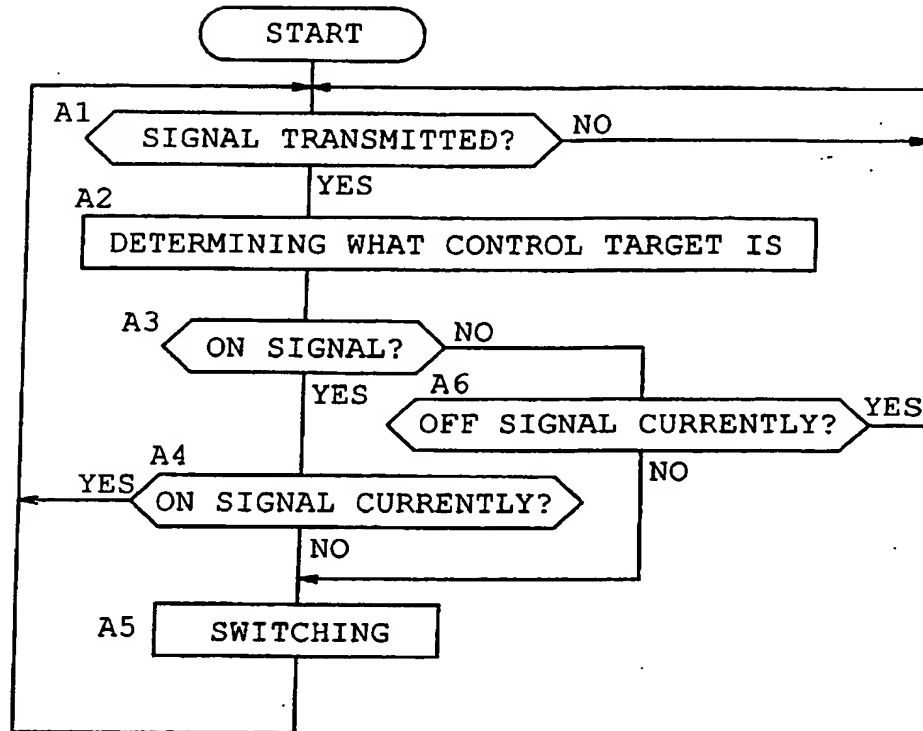 START
A1
SIGNAL TRANSMITTED?
NO
YES
A2
DETERMINING WHAT CONTROL TARGET IS
A3
ON SIGNAL?
NO
YES
A6
OFF SIGNAL CURRENTLY?
YES
NO
A4
YES
ON SIGNAL CURRENTLY?
NO
A5
SWITCHING